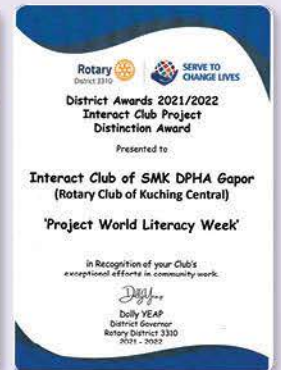 Rotary
District 3310
SERVE TO
CHANGE LIVES
District Awards 2021/2022
Interact Club Project
Distinction Award
Presented to
Interact Club of SMK DPHA Gapor
(Rotary Club of Kuching Central)
'Project World Literacy Week'
in Recognition of your Club's
exceptional efforts in community work.
Dolly YEAP
District Governor
Rotary District 3310
2021 - 2022